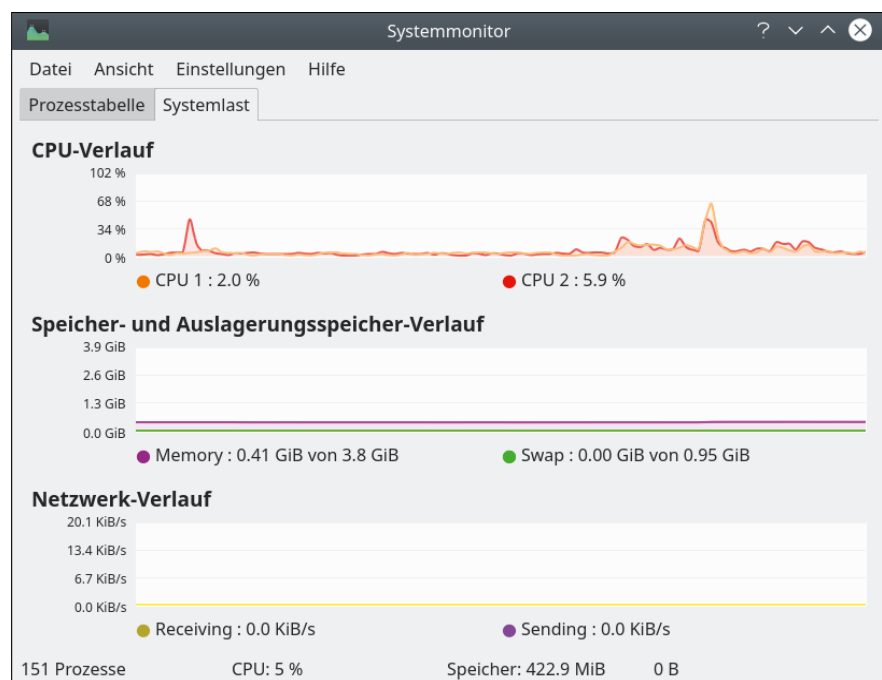 Systemmonitor
Datei Ansicht Einstellungen Hilfe
Prozesstabelle Systemlast
CPU-Verlauf
102 %
68 %
34 %
0 %
CPU 1 : 2.0 % CPU 2 : 5.9 %
Speicher- und Auslagerungsspeicher-Verlauf
3.9 GiB
2.6 GiB
1.3 GiB
0.0 GiB
Memory : 0.41 GiB von 3.8 GiB Swap : 0.00 GiB von 0.95 GiB
Netzwerk-Verlauf
20.1 KiB/s
13.4 KiB/s
6.7 KiB/s
0.0 KiB/s
Receiving : 0.0 KiB/s Sending : 0.0 KiB/s
151 Prozesse CPU: 5 % Speicher: 422.9 MiB 0 B